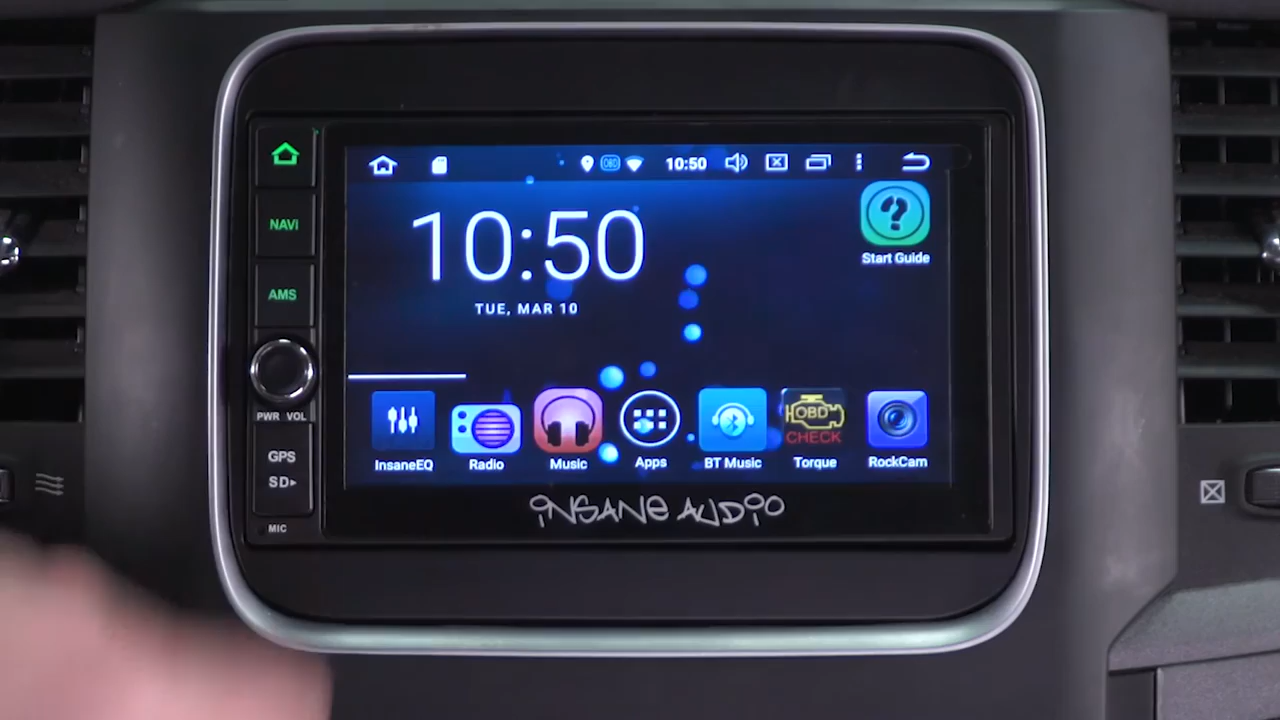 10:50
NAVI
AMS
PWR VOL
GPS
SD
MIC
OBD
10:50
TUE, MAR 10
Start Guide
InsaneEQ
Radio
Music
Apps
BT Music
OBD
CHECK
Torque
RockCam
INSANE AUDIO